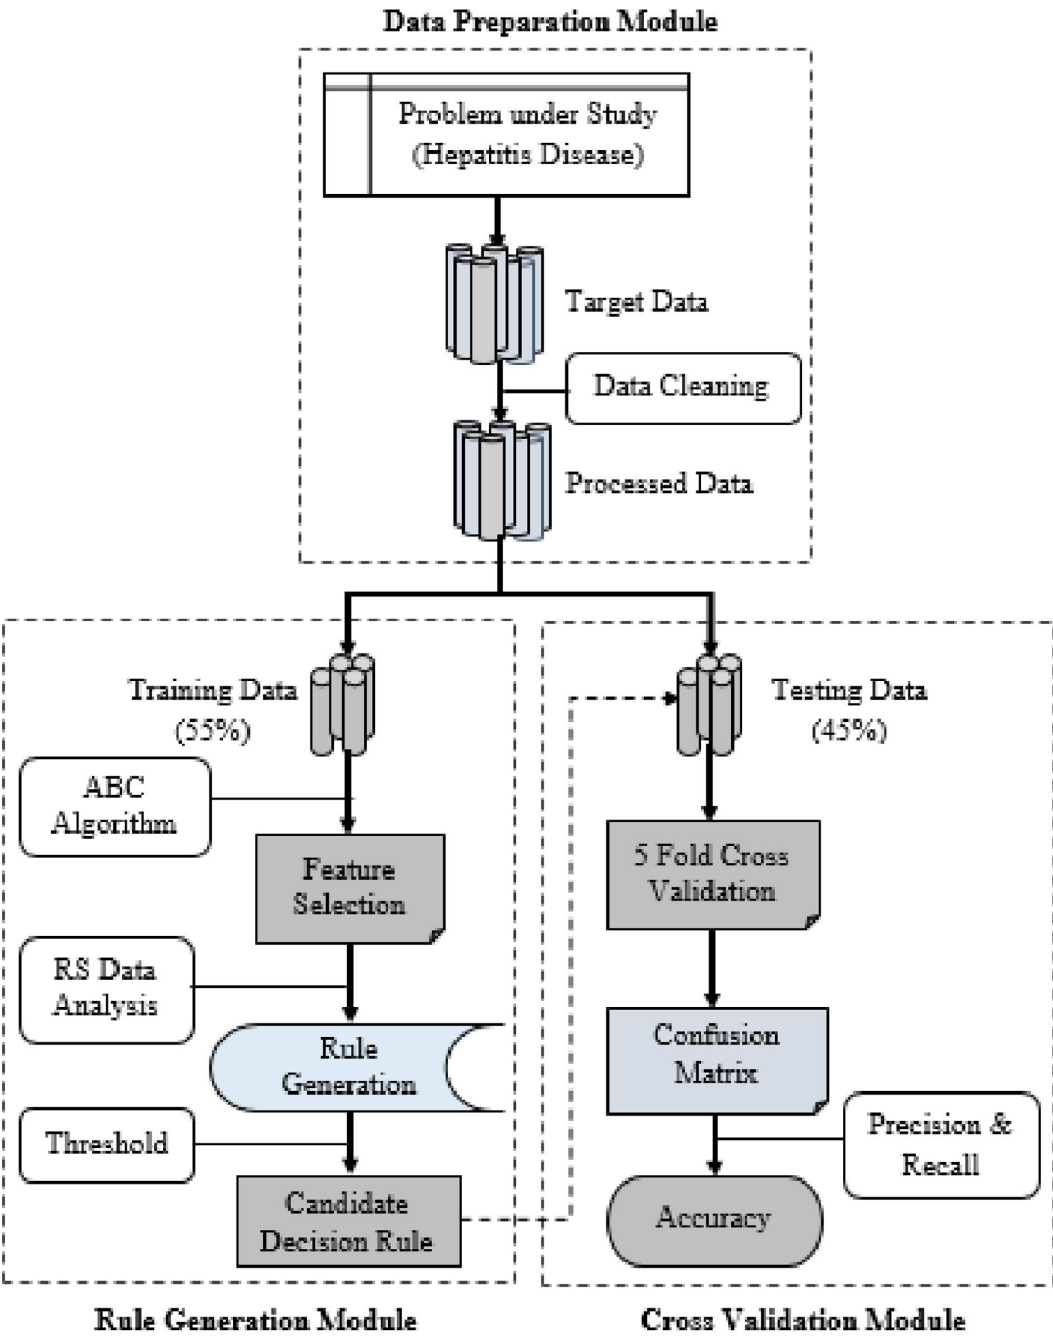 Data Preparation Module
Problem under Study
(Hepatitis Disease)
Target Data
Data Cleaning
Processed Data
Training Data
(55%)
ABC
Algorithm
Feature
Selection
RS Data
Analysis
Rule
Generation
Threshold
Candidate
Decision Rule
Rule Generation Module
Testing Data
(45%)
5 Fold Cross
Validation
Confusion
Matrix
Precision &
Recall
Accuracy
Cross Validation Module